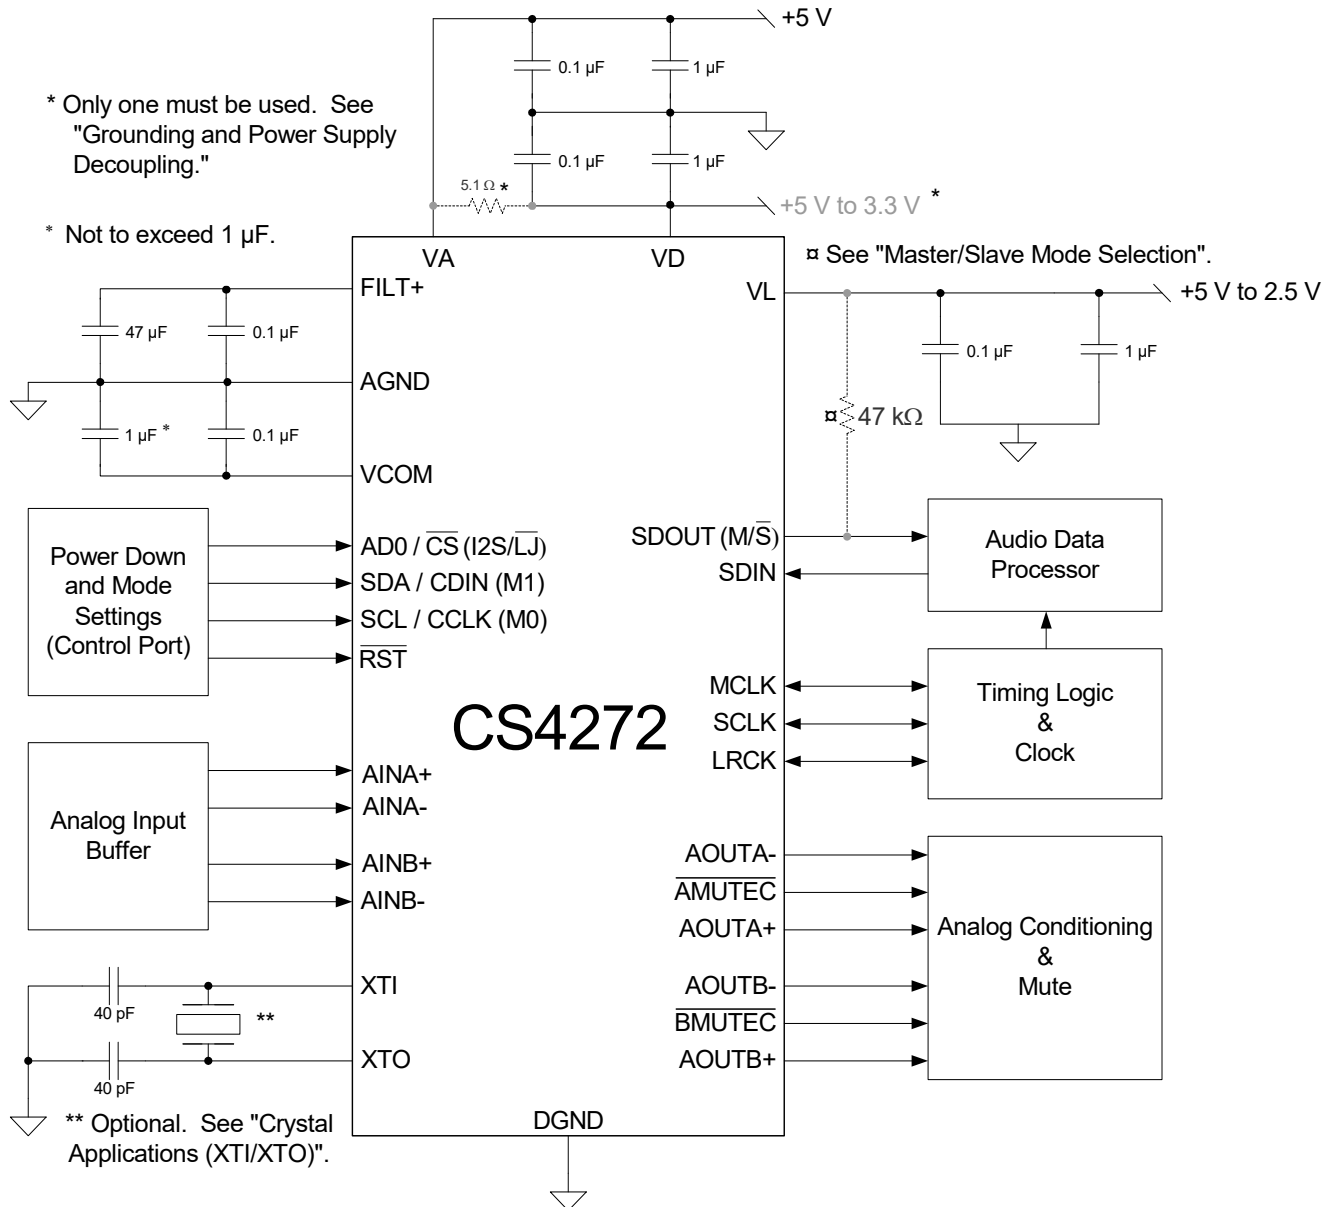 +5 V
0.1 µF
1 µF
* Only one must be used. See
"Grounding and Power Supply
Decoupling."
0.1 µF
1 µF
5.1 Ω *
+5 V to 3.3 V *
* Not to exceed 1 µF.
VA
VD
¤ See "Master/Slave Mode Selection".
FILT+
VL
+5 V to 2.5 V
47 µF
0.1 µF
0.1 µF
1 µF
AGND
¤ 47 kΩ
1 µF *
0.1 µF
VCOM
Power Down
and Mode
Settings
(Control Port)
AD0 / C̅S̅ (I2S/L̅J̅)
SDA / CDIN (M1)
SCL / CCLK (M0)
R̅S̅T̅
SDOUT (M/S̅)
SDIN
Audio Data
Processor
CS4272
MCLK
SCLK
LRCK
Timing Logic
&
Clock
Analog Input
Buffer
AINA+
AINA-
AINB+
AINB-
AOUTA-
A̅M̅U̅T̅E̅C̅
AOUTA+
AOUTB-
B̅M̅U̅T̅E̅C̅
AOUTB+
Analog Conditioning
&
Mute
XTI
40 pF
**
XTO
40 pF
** Optional. See "Crystal
Applications (XTI/XTO)".
DGND